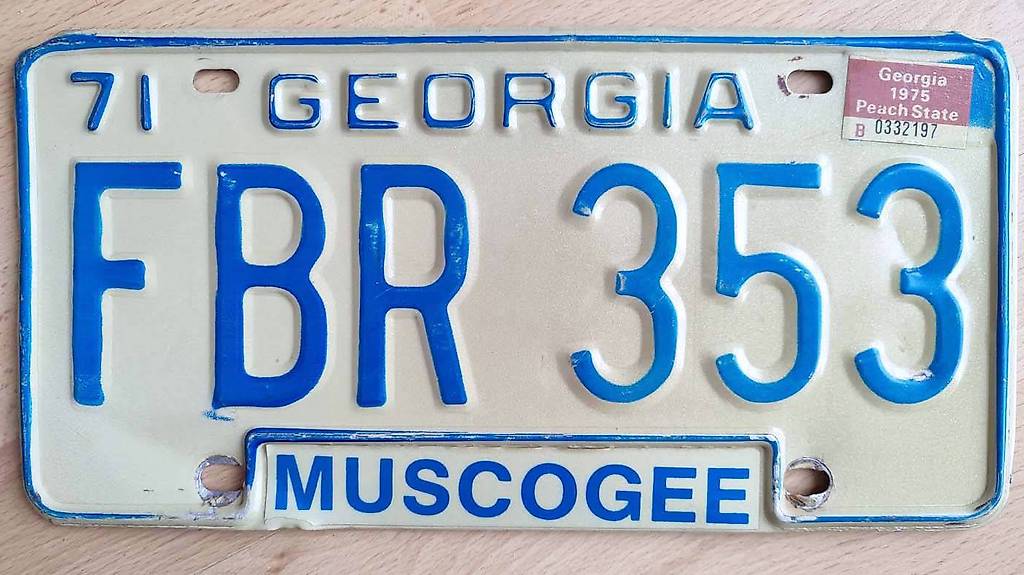 71 GEORGIA
Georgia
1975
Peach State
B 0332197
FBR 353
MUSCOGEE